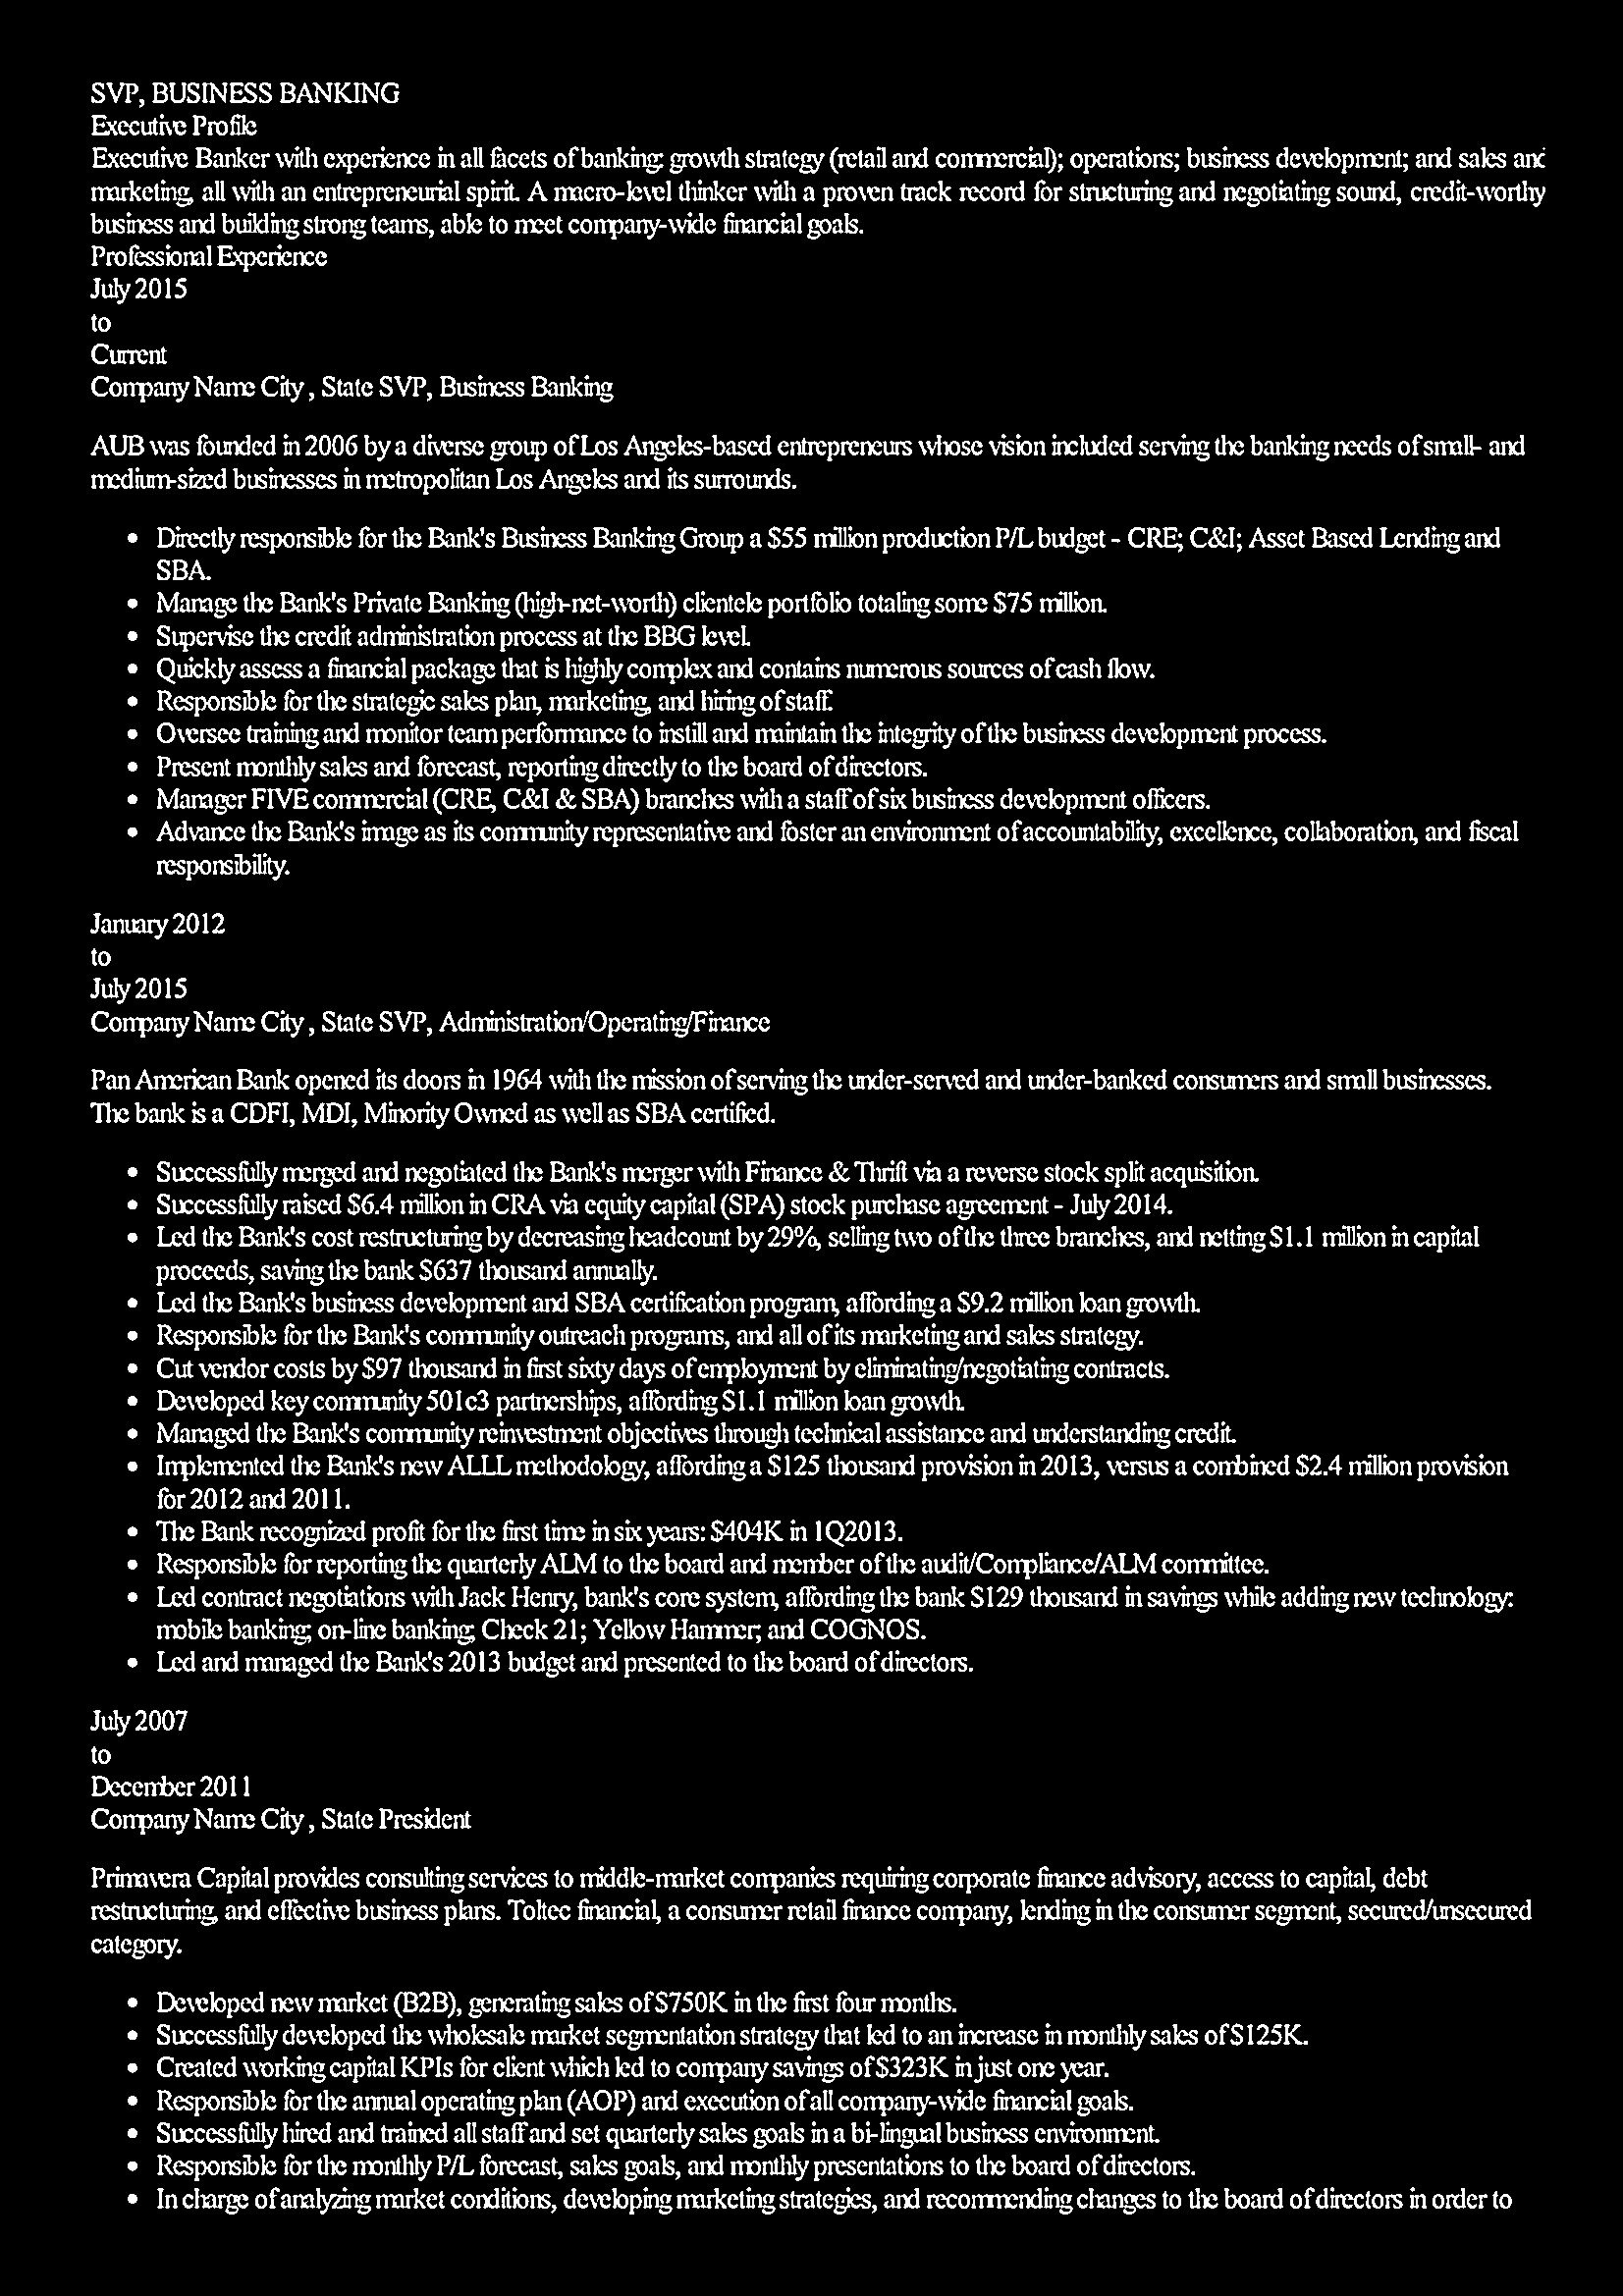 SVP, BUSINESS BANKING
Executive Profile
Executive Banker with experience in all facets of banking: growth strategy (retail and commercial); operations; business development; and sales and
marketing, all with an entrepreneurial spirit. A macro-level thinker with a proven track record for structuring and negotiating sound, credit-worthy
business and building strong teams, able to meet company-wide financial goals.
Professional Experience
July 2015
to
Current
Company Name City , State SVP, Business Banking
AUB was founded in 2006 by a diverse group of Los Angeles-based entrepreneurs whose vision included serving the banking needs of small- and
medium-sized businesses in metropolitan Los Angeles and its surrounds.
• Directly responsible for the Bank's Business Banking Group a $55 million production P/L budget - CRE; C&I; Asset Based Lending and
SBA.
• Manage the Bank's Private Banking (high-net-worth) clientele portfolio totaling some $75 million.
• Supervise the credit administration process at the BBG level.
• Quickly assess a financial package that is highly complex and contains numerous sources of cash flow.
• Responsible for the strategic sales plan, marketing, and hiring of staff.
• Oversee training and monitor team performance to instill and maintain the integrity of the business development process.
• Present monthly sales and forecast, reporting directly to the board of directors.
• Manager FIVE commercial (CRE, C&I & SBA) branches with a staff of six business development officers.
• Advance the Bank's image as its community representative and foster an environment of accountability, excellence, collaboration, and fiscal
responsibility.
January 2012
to
July 2015
Company Name City , State SVP, Administration/Operating/Finance
Pan American Bank opened its doors in 1964 with the mission of serving the under-served and under-banked consumers and small businesses.
The bank is a CDFI, MDI, Minority Owned as well as SBA certified.
• Successfully merged and negotiated the Bank's merger with Finance & Thrift via a reverse stock split acquisition.
• Successfully raised $6.4 million in CRA via equity capital (SPA) stock purchase agreement - July 2014.
• Led the Bank's cost restructuring by decreasing headcount by 29%, selling two of the three branches, and netting $1.1 million in capital
proceeds, saving the bank $637 thousand annually.
• Led the Bank's business development and SBA certification program, affording a $9.2 million loan growth.
• Responsible for the Bank's community outreach programs, and all of its marketing and sales strategy.
• Cut vendor costs by $97 thousand in first sixty days of employment by eliminating/negotiating contracts.
• Developed key community 501c3 partnerships, affording $1.1 million loan growth.
• Managed the Bank's community reinvestment objectives through technical assistance and understanding credit.
• Implemented the Bank's new ALLL methodology, affording a $125 thousand provision in 2013, versus a combined $2.4 million provision
for 2012 and 2011.
• The Bank recognized profit for the first time in six years: $404K in 1Q2013.
• Responsible for reporting the quarterly ALM to the board and member of the audit/Compliance/ALM committee.
• Led contract negotiations with Jack Henry, bank's core system, affording the bank $129 thousand in savings while adding new technology:
mobile banking; on-line banking; Check 21; Yellow Hammer; and COGNOS.
• Led and managed the Bank's 2013 budget and presented to the board of directors.
July 2007
to
December 2011
Company Name City , State President
Primavera Capital provides consulting services to middle-market companies requiring corporate finance advisory, access to capital, debt
restructuring, and effective business plans. Toltec financial, a consumer retail finance company, lending in the consumer segment, secured/unsecured
category.
• Developed new market (B2B), generating sales of $750K in the first four months.
• Successfully developed the wholesale market segmentation strategy that led to an increase in monthly sales of $125K.
• Created working capital KPIs for client which led to company savings of $323K in just one year.
• Responsible for the annual operating plan (AOP) and execution of all company-wide financial goals.
• Successfully hired and trained all staff and set quarterly sales goals in a bi-lingual business environment.
• Responsible for the monthly P/L forecast, sales goals, and monthly presentations to the board of directors.
• In charge of analyzing market conditions, developing marketing strategies, and recommending changes to the board of directors in order to